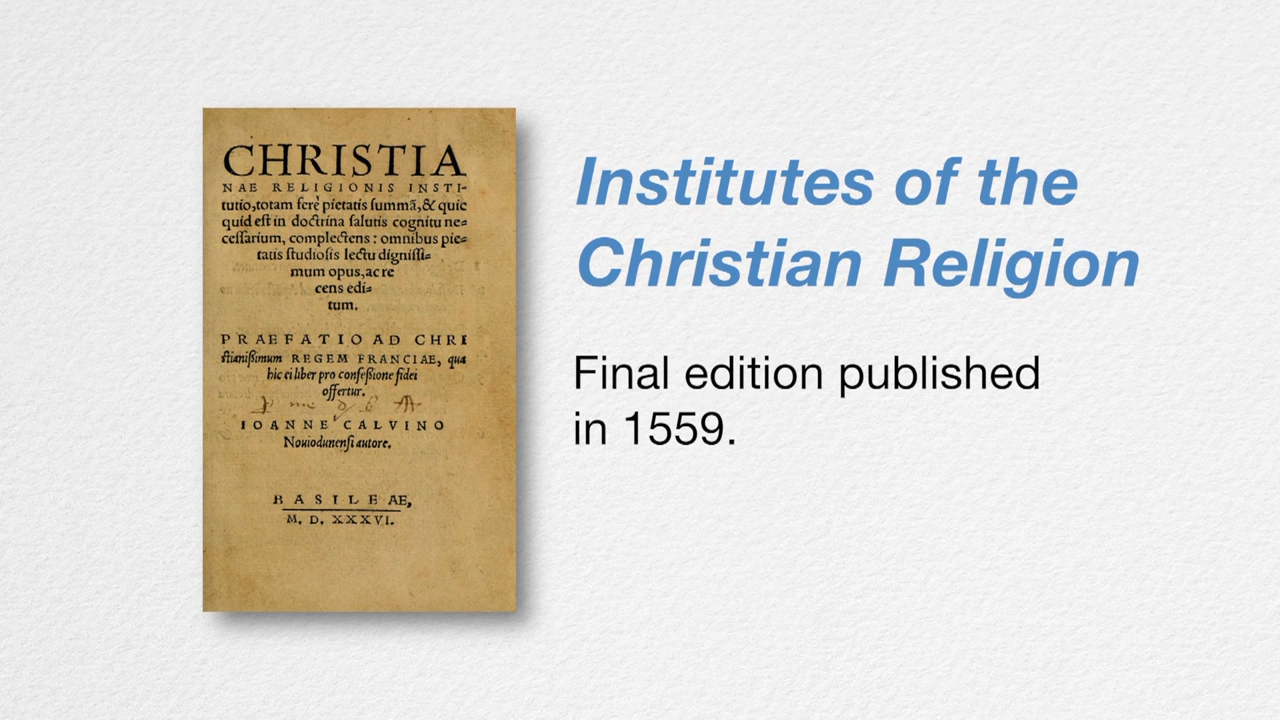 CHRISTIA
NAE RELIGIONIS INSTI-
tutio, totam ferè pietatis summã, & quic
quid est in doctrina salutis cognitu ne=
cessarium, complectens: omnibus pie=
tatis studiosis lectu dignissi=
mum opus, ac re
cens edi=
tum.
PRAEFATIO AD CHRI
stianißimum REGEM FRANCIAE, qua
hic ei liber pro confeßione fidei
offertur.
IOANNE CALVINO
Nouiodunensi autore.
BASILEAE,
M. D. XXXVI.
Institutes of the
Christian Religion
Final edition published
in 1559.